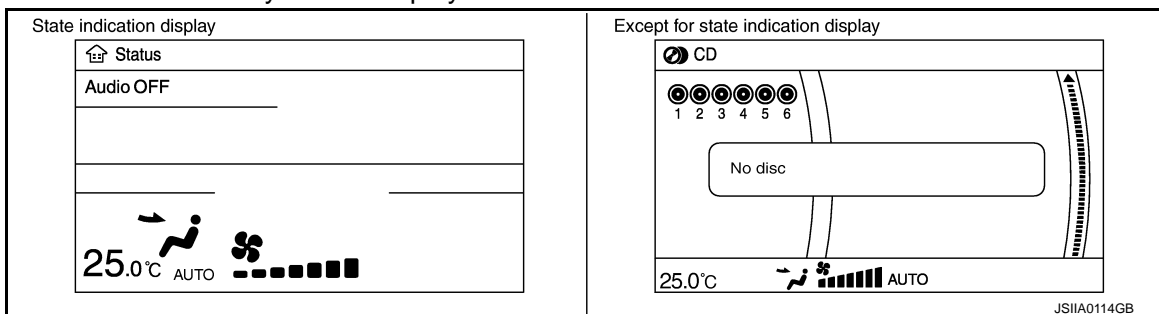 State indication display
Status
Audio OFF
25.0°C AUTO
Except for state indication display
CD
1 2 3 4 5 6
No disc
25.0°C AUTO
JSIIA0114GB